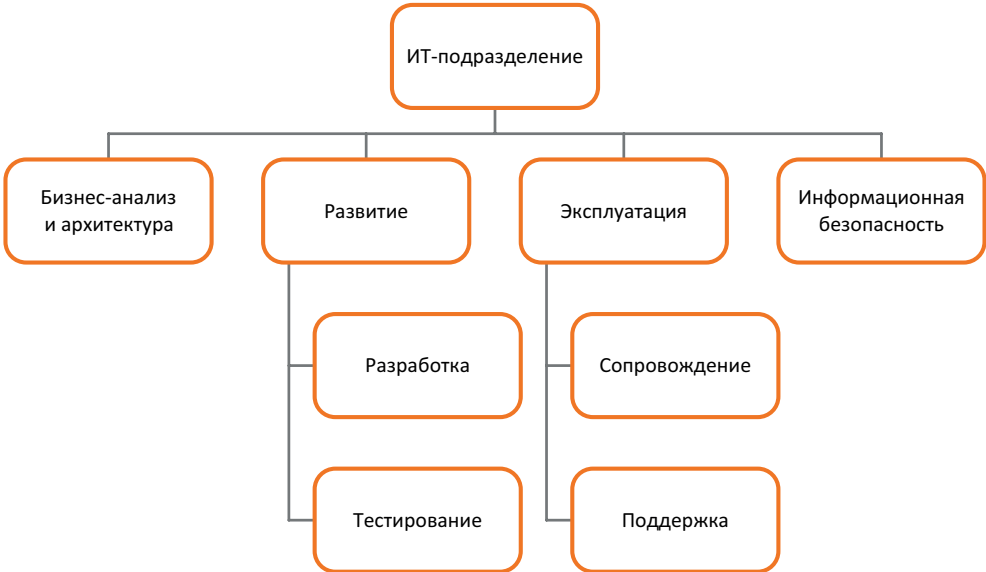 ИТ-подразделение
Бизнес-анализ
и архитектура
Развитие
Эксплуатация
Информационная
безопасность
Разработка
Сопровождение
Тестирование
Поддержка